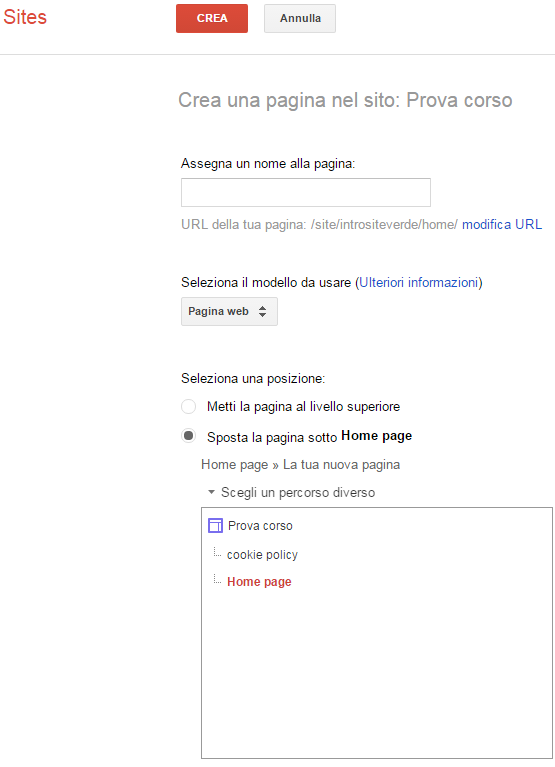 Sites CREA Annulla
Crea una pagina nel sito: Prova corso
Assegna un nome alla pagina:
URL della tua pagina: /site/intrositeverde/home/ modifica URL
Seleziona il modello da usare (Ulteriori informazioni)
Pagina web
Seleziona una posizione:
Metti la pagina al livello superiore
Sposta la pagina sotto Home page
Home page » La tua nuova pagina
Scegli un percorso diverso
Prova corso
cookie policy
Home page